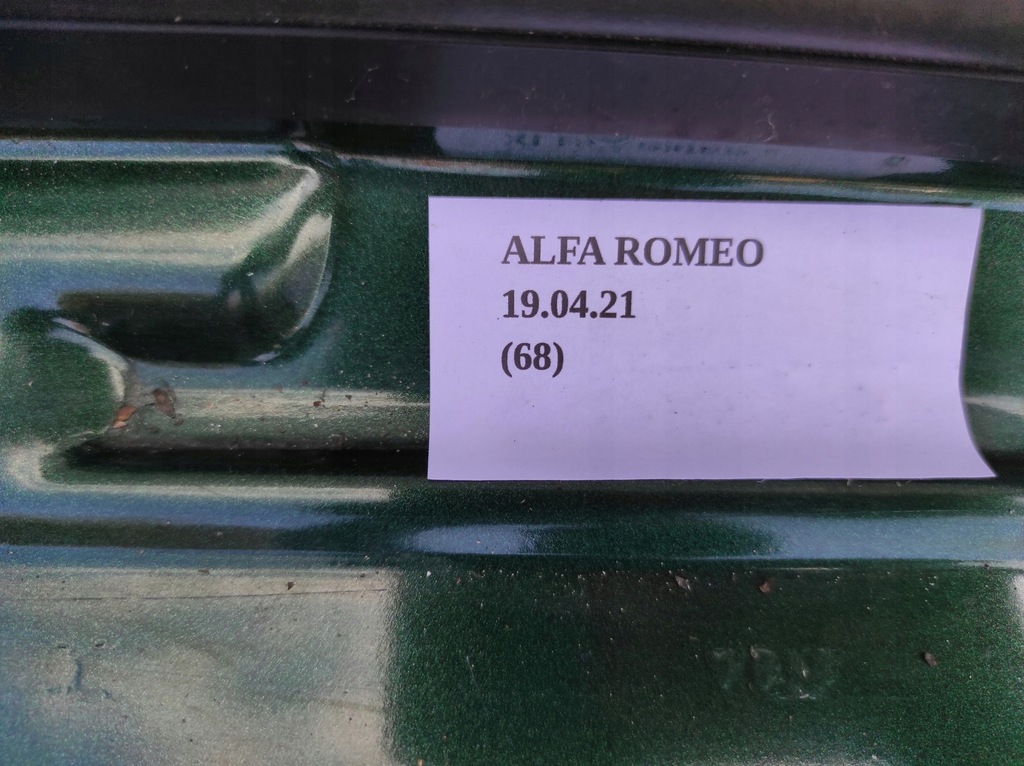 ALFA ROMEO
19.04.21
(68)